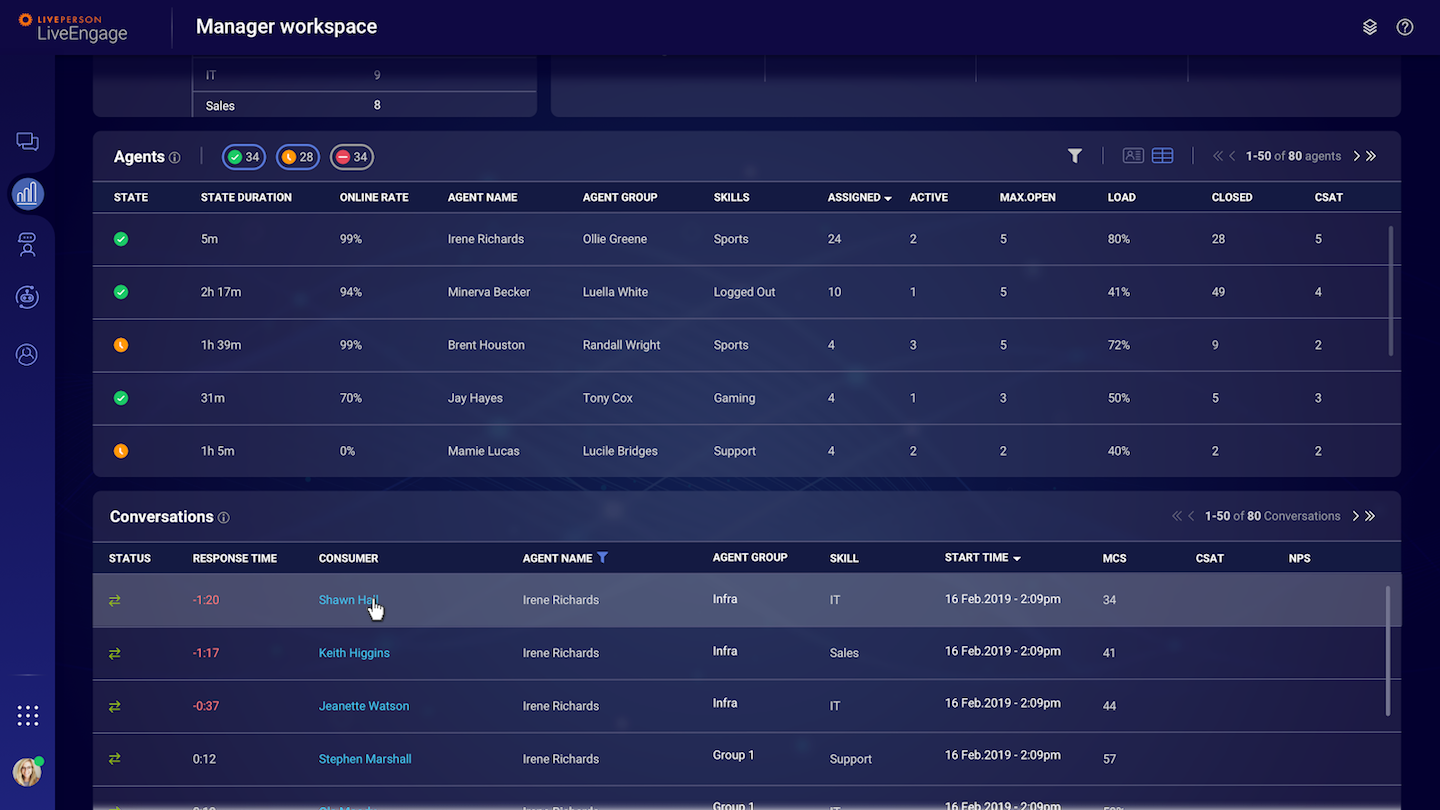 LIVEPERSON
LiveEngage
Manager workspace
IT 9
Sales 8
Agents 34 28 34 1-50 of 80 agents
STATE STATE DURATION ONLINE RATE AGENT NAME AGENT GROUP SKILLS ASSIGNED ACTIVE MAX.OPEN LOAD CLOSED CSAT
5m 99% Irene Richards Ollie Greene Sports 24 2 5 80% 28 5
2h 17m 94% Minerva Becker Luella White Logged Out 10 1 5 41% 49 4
1h 39m 99% Brent Houston Randall Wright Sports 4 3 5 72% 9 2
31m 70% Jay Hayes Tony Cox Gaming 4 1 3 50% 5 3
1h 5m 0% Mamie Lucas Lucile Bridges Support 4 2 2 40% 2 2
Conversations 1-50 of 80 Conversations
STATUS RESPONSE TIME CONSUMER AGENT NAME AGENT GROUP SKILL START TIME MCS CSAT NPS
-1:20 Shawn Hall Irene Richards Infra IT 16 Feb.2019 - 2:09pm 34
-1:17 Keith Higgins Irene Richards Infra Sales 16 Feb.2019 - 2:09pm 41
-0:37 Jeanette Watson Irene Richards Infra IT 16 Feb.2019 - 2:09pm 44
0:12 Stephen Marshall Irene Richards Group 1 Support 16 Feb.2019 - 2:09pm 57
Irene Richards Group 1 IT 16 Feb.2019 - 2:09pm